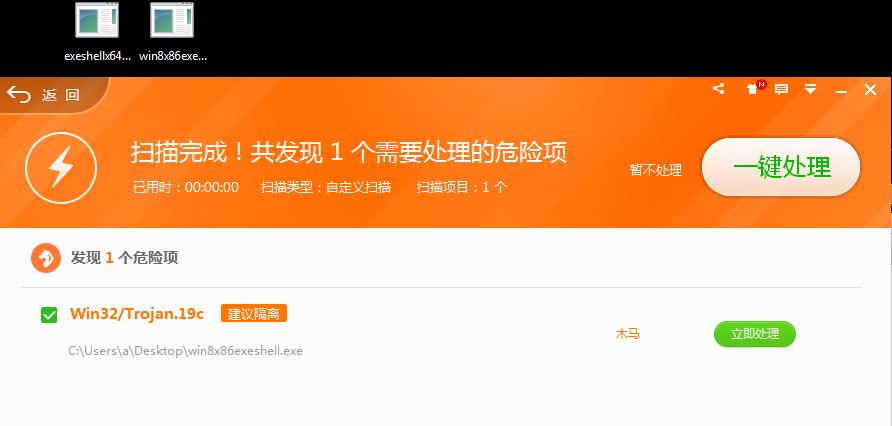 exeshellx64...
win8x86exe...
返 回
N
扫描完成！共发现 1 个需要处理的危险项
已用时：00:00:00 扫描类型：自定义扫描 扫描项目：1 个
暂不处理
一键处理
发现 1 个危险项
Win32/Trojan.19c 建议隔离
C:\Users\a\Desktop\win8x86exeshell.exe
木马
立即处理